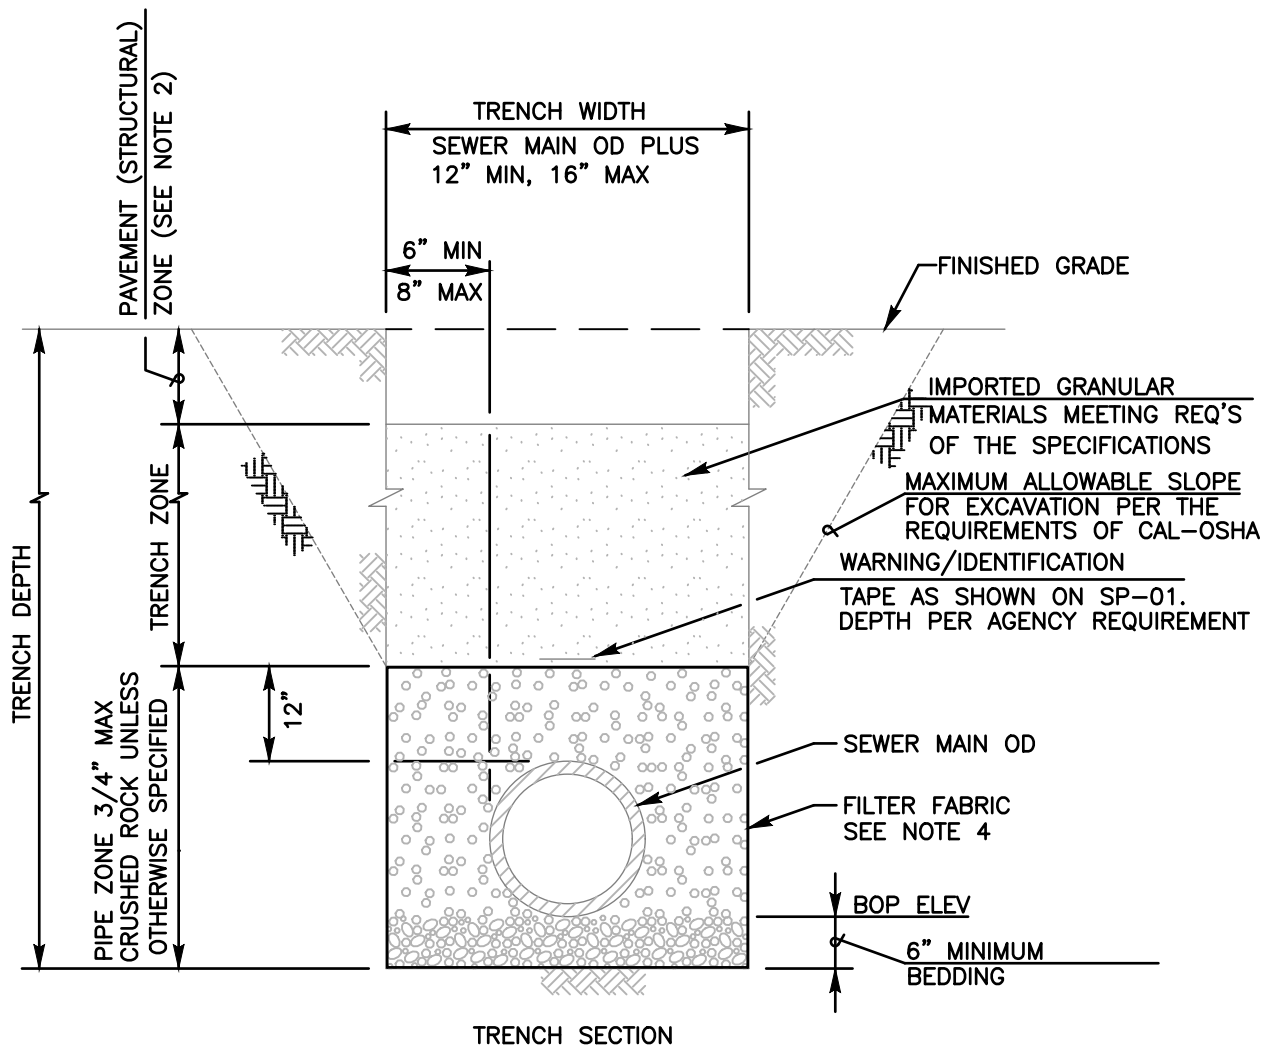 PAVEMENT (STRUCTURAL)
ZONE (SEE NOTE 2)
TRENCH WIDTH
SEWER MAIN OD PLUS
12” MIN, 16” MAX
6” MIN
8” MAX
FINISHED GRADE
IMPORTED GRANULAR
MATERIALS MEETING REQ'S
OF THE SPECIFICATIONS
MAXIMUM ALLOWABLE SLOPE
FOR EXCAVATION PER THE
REQUIREMENTS OF CAL-OSHA
WARNING/IDENTIFICATION
TAPE AS SHOWN ON SP-01.
DEPTH PER AGENCY REQUIREMENT
TRENCH DEPTH
TRENCH ZONE
12”
PIPE ZONE 3/4” MAX
CRUSHED ROCK UNLESS
OTHERWISE SPECIFIED
SEWER MAIN OD
FILTER FABRIC
SEE NOTE 4
BOP ELEV
6” MINIMUM
BEDDING
TRENCH SECTION